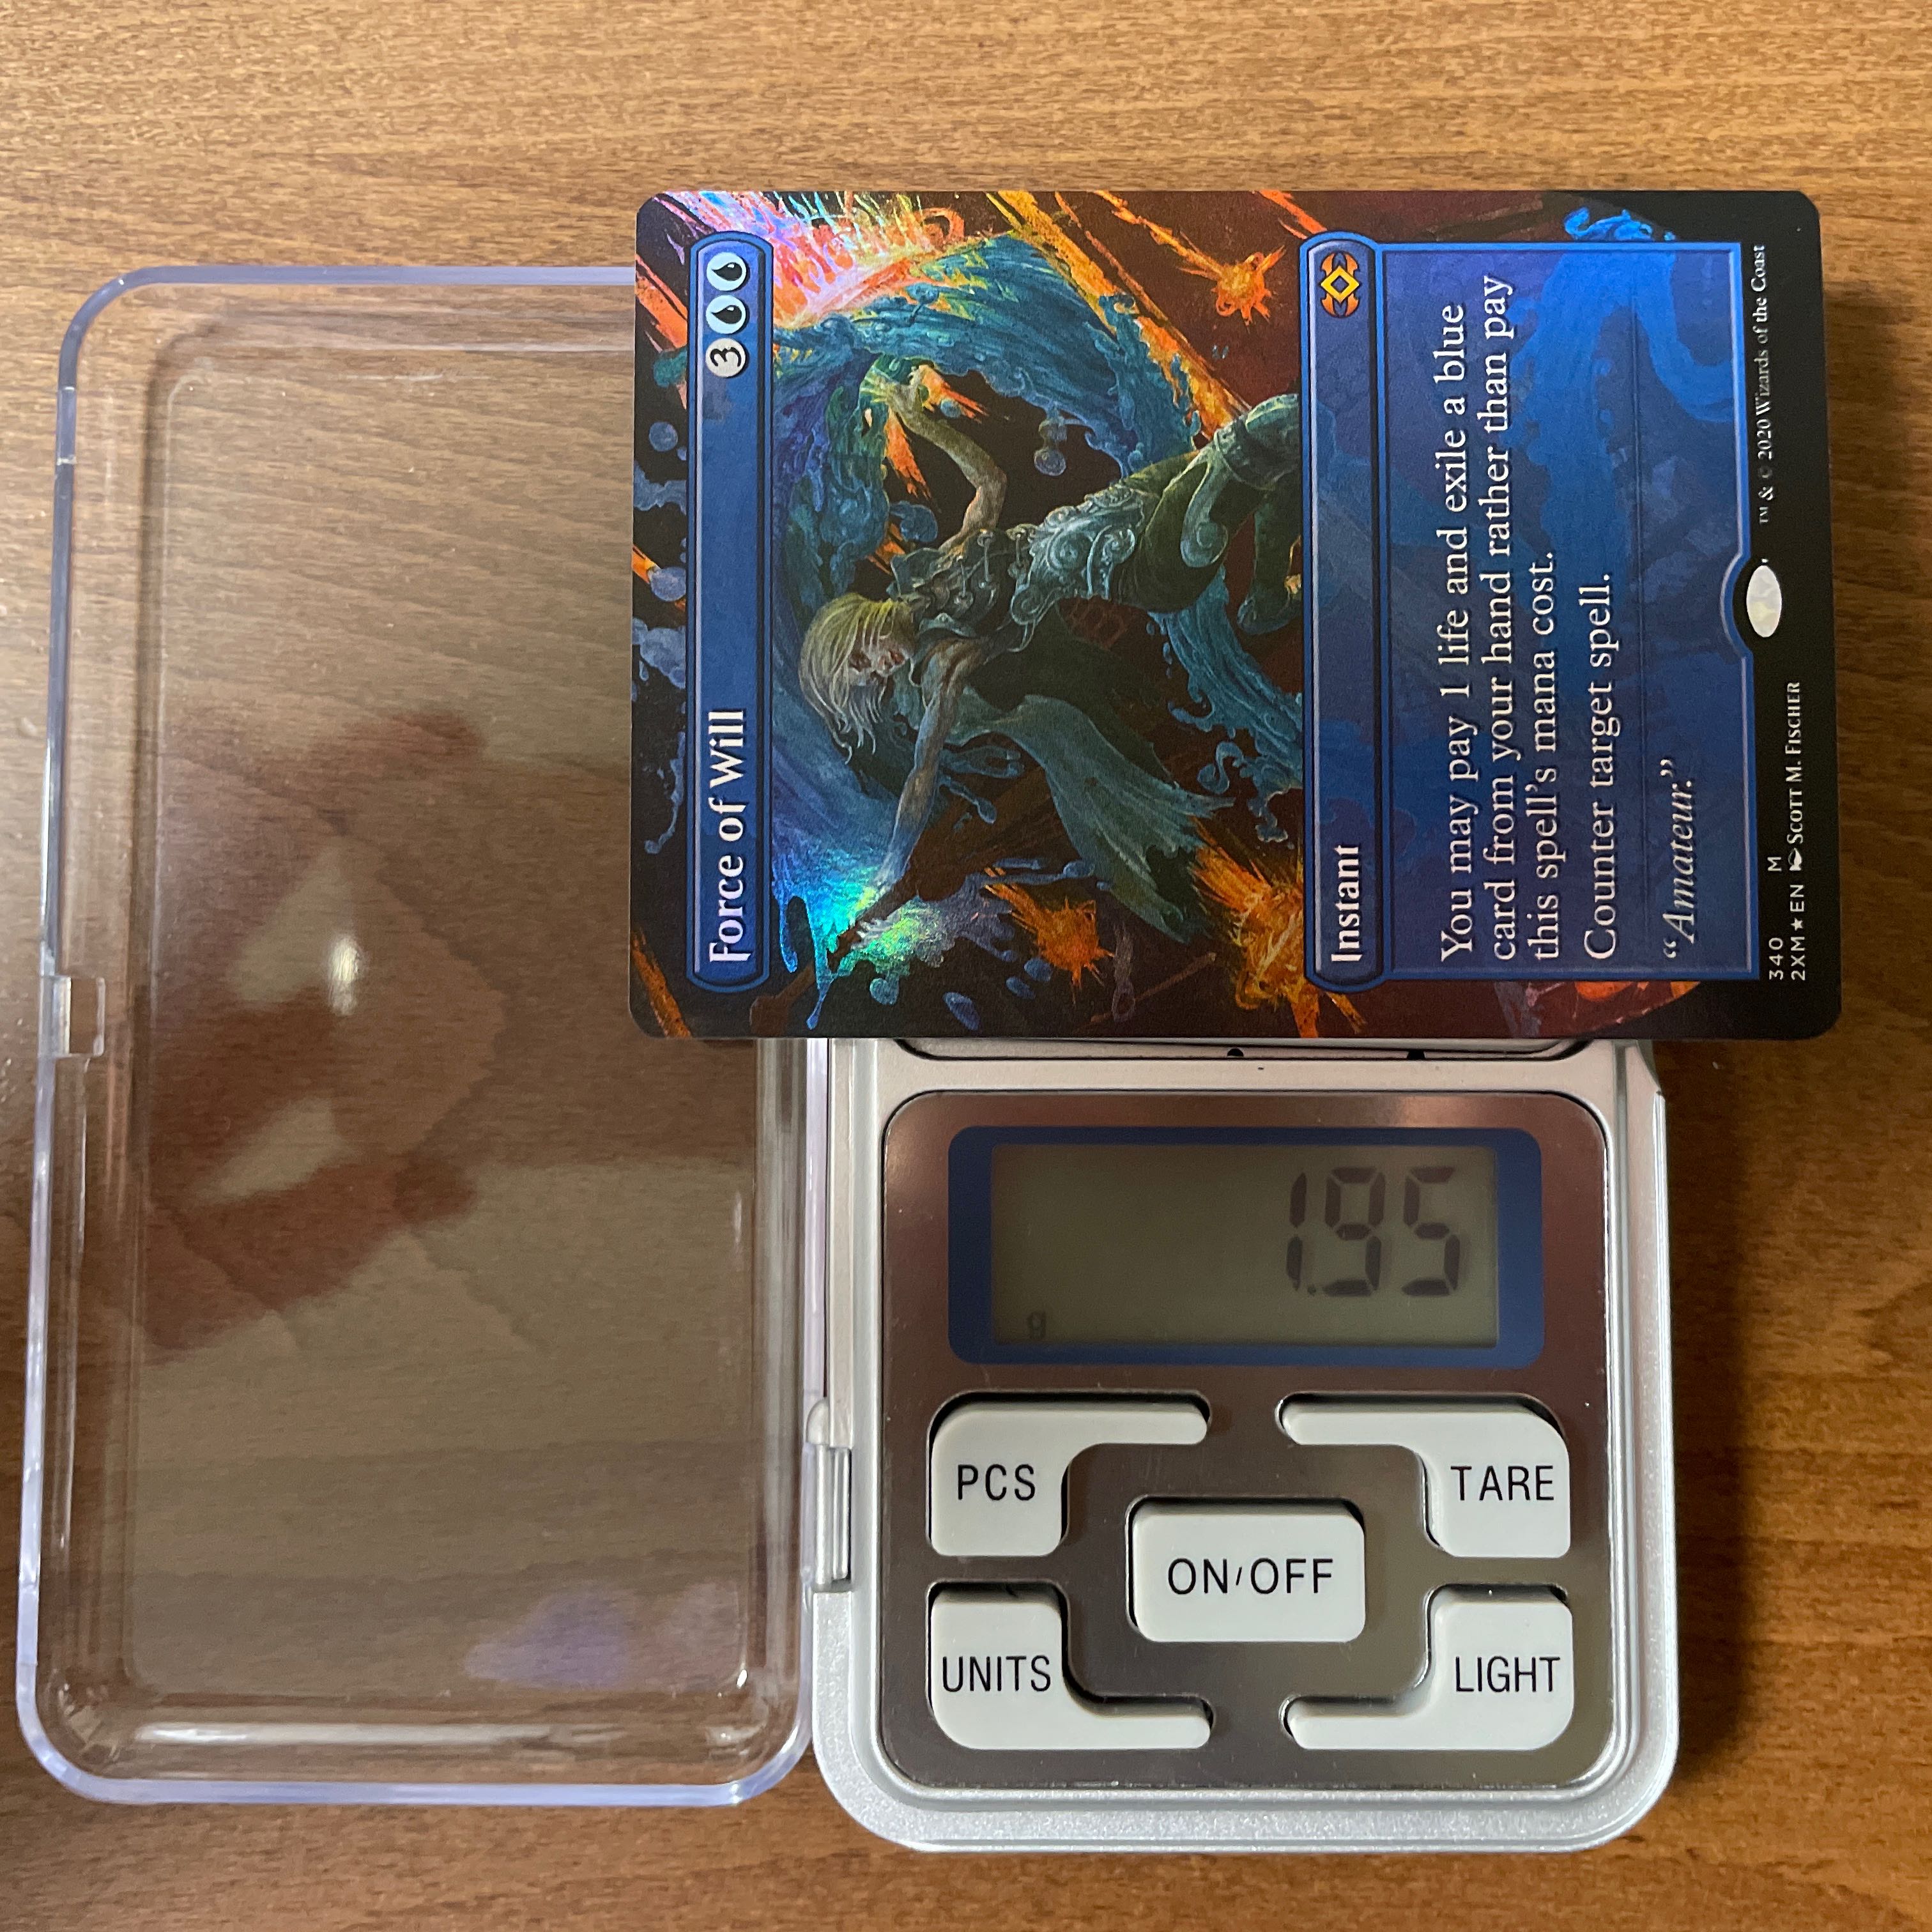 Force of Will
3
Instant
You may pay 1 life and exile a blue
card from your hand rather than pay
this spell's mana cost.
Counter target spell.
“Amateur.”
340 M
2XM★EN SCOTT M. FISCHER
TM & © 2020 Wizards of the Coast
1.95
g
PCS
TARE
ON/OFF
UNITS
LIGHT